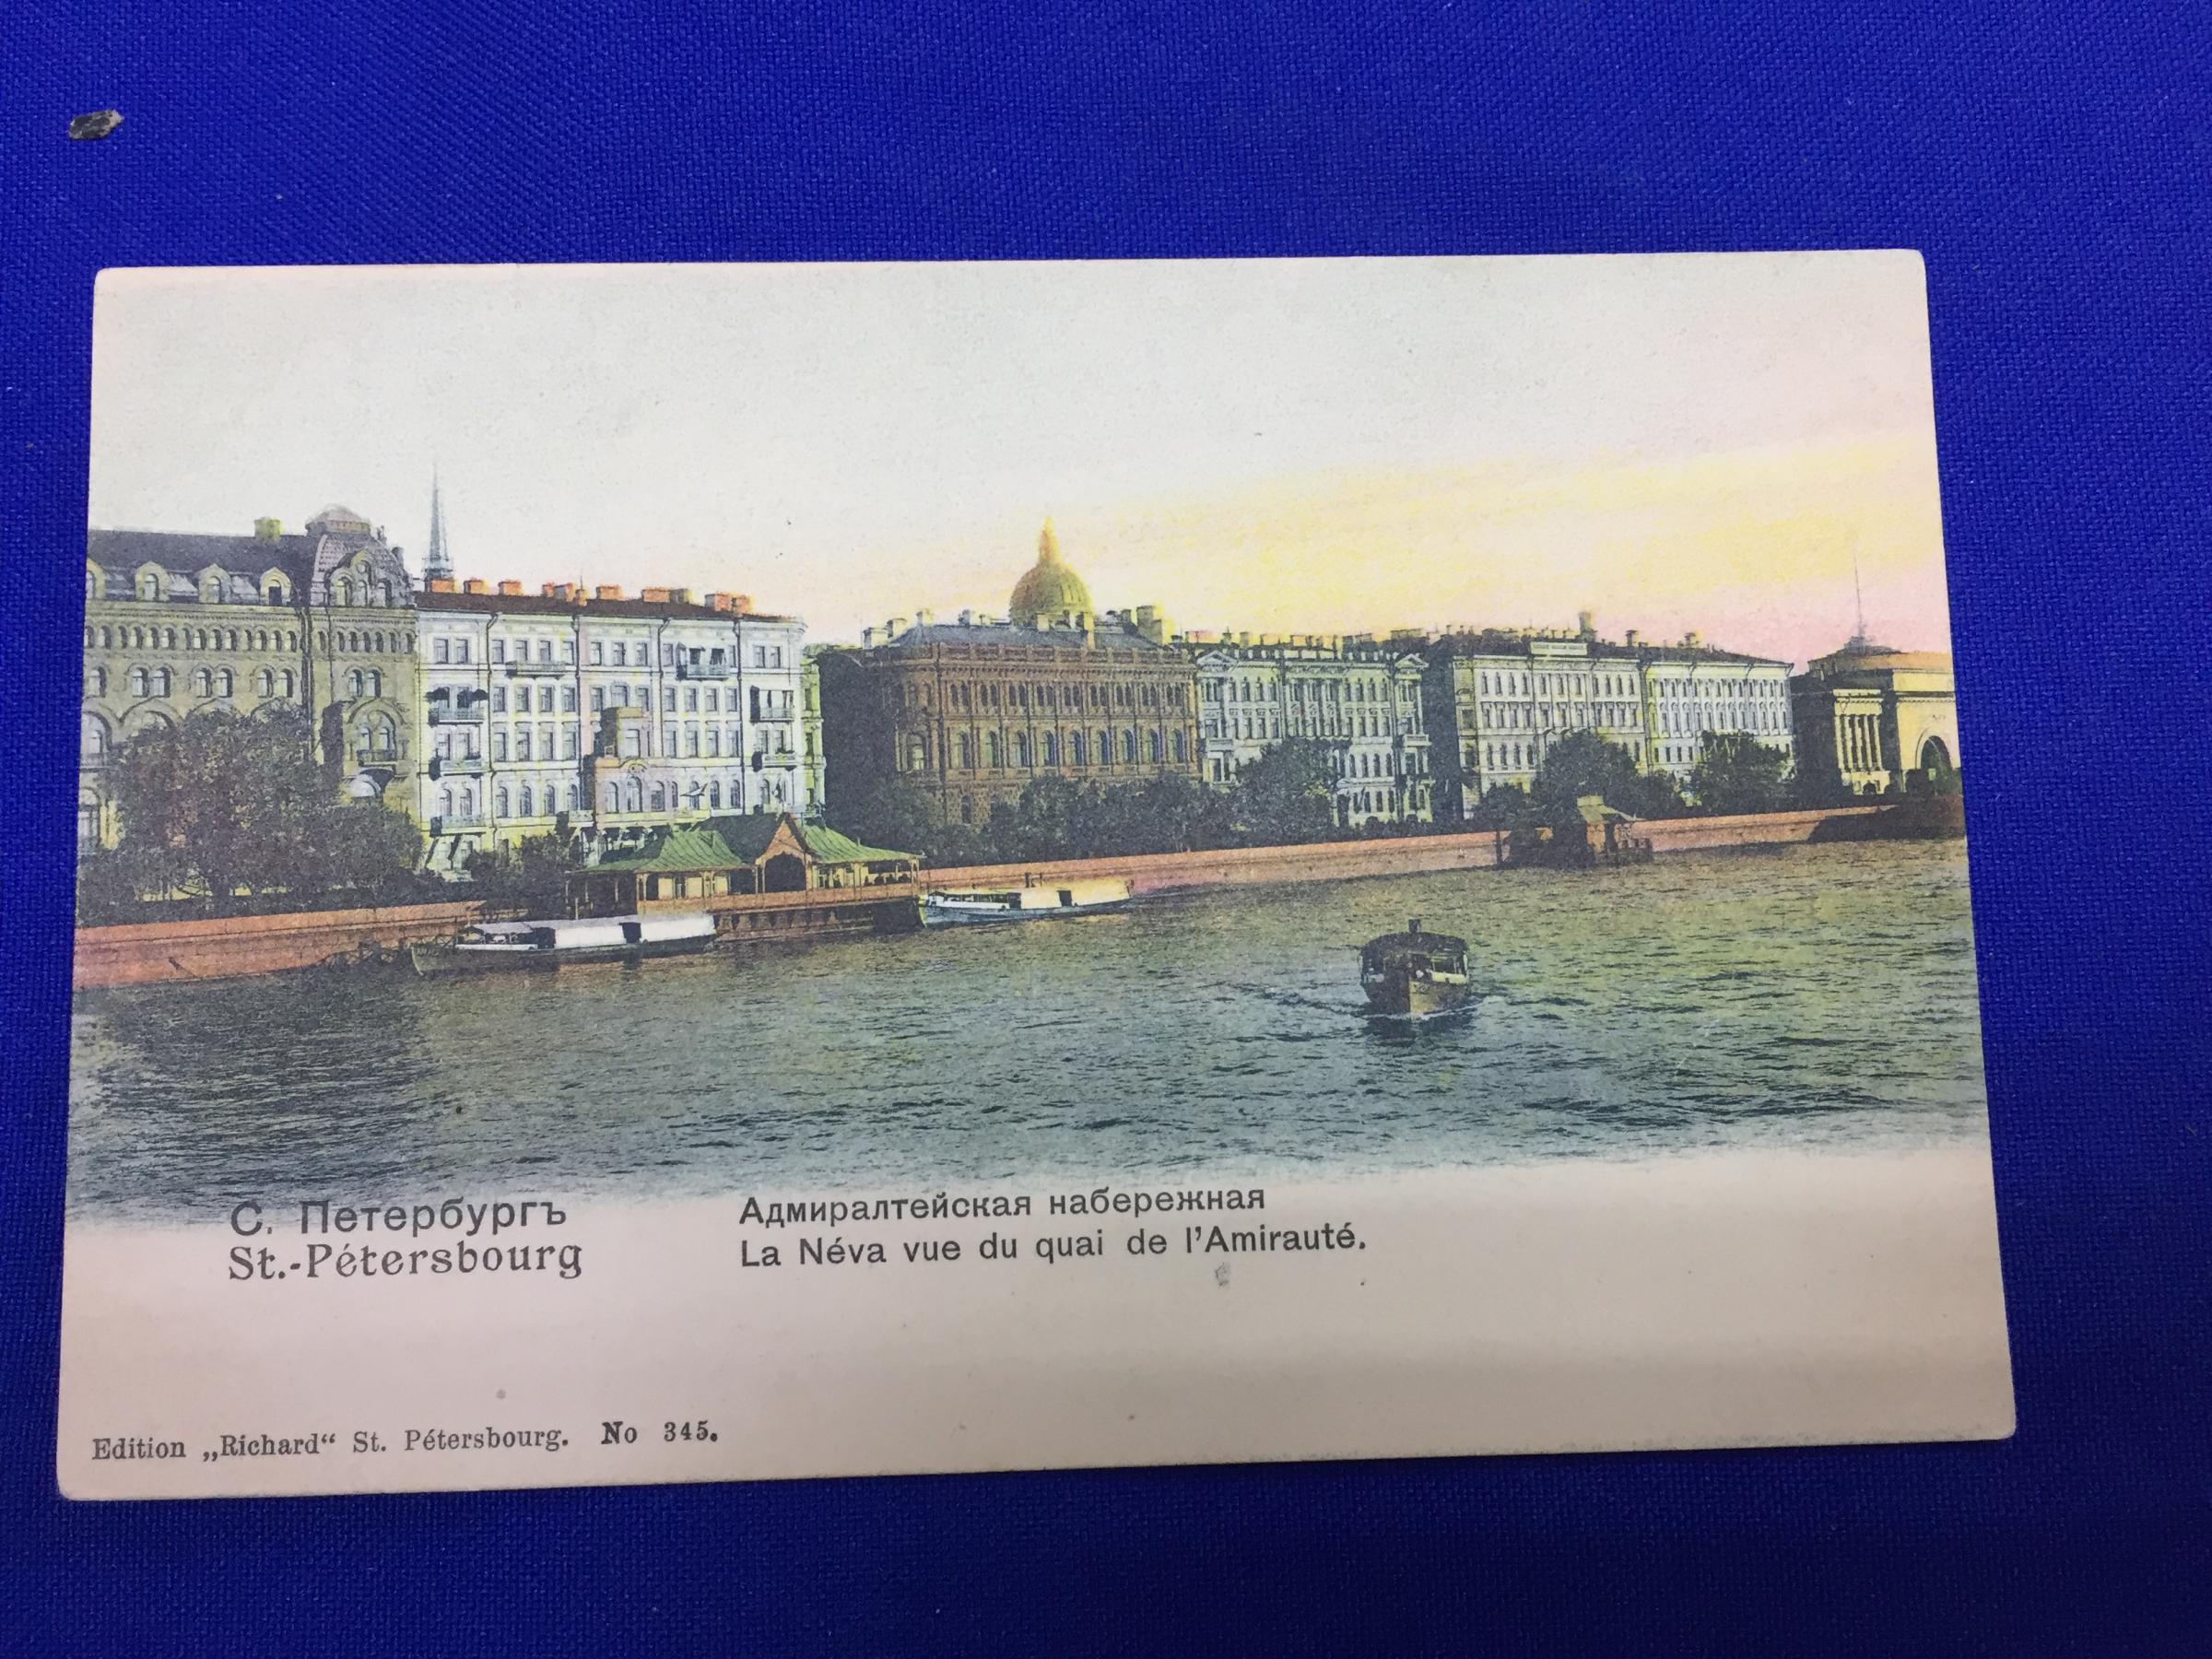 С. Петербургъ
St.-Pétersbourg
Адмиралтейская набережная
La Néva vue du quai de l'Amirauté.
Edition „Richard“ St. Pétersbourg. No 345.